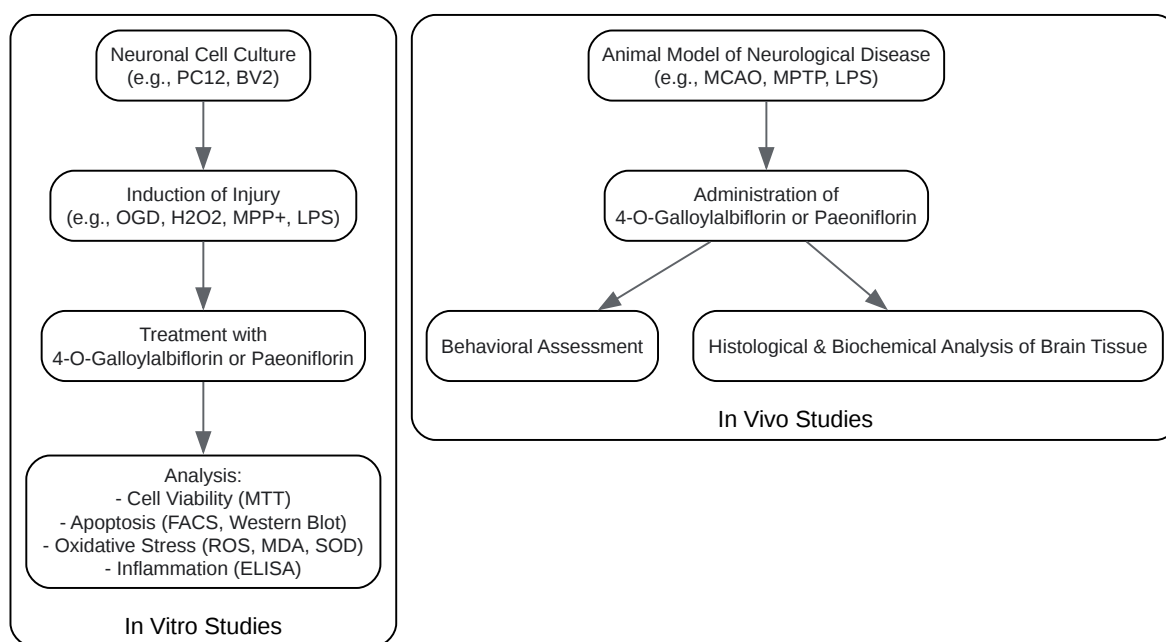 Neuronal Cell Culture
(e.g., PC12, BV2)
Induction of Injury
(e.g., OGD, H2O2, MPP+, LPS)
Treatment with
4-O-Galloylalbiflorin or Paeoniflorin
Analysis:
- Cell Viability (MTT)
- Apoptosis (FACS, Western Blot)
- Oxidative Stress (ROS, MDA, SOD)
- Inflammation (ELISA)
In Vitro Studies
Animal Model of Neurological Disease
(e.g., MCAO, MPTP, LPS)
Administration of
4-O-Galloylalbiflorin or Paeoniflorin
Behavioral Assessment
Histological & Biochemical Analysis of Brain Tissue
In Vivo Studies